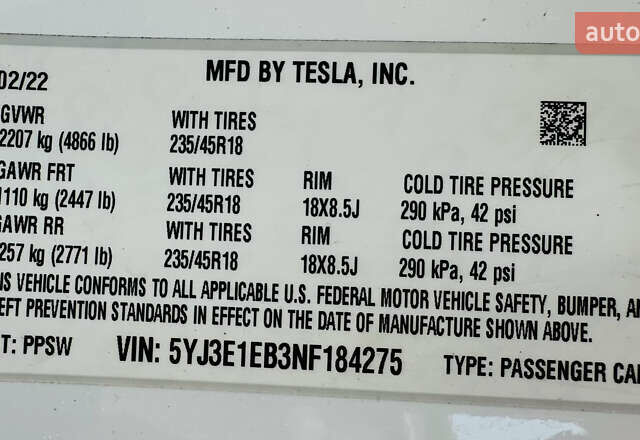 auto
02/22
MFD BY TESLA, INC.
GVWR WITH TIRES
2207 kg (4866 lb) 235/45R18
GAWR FRT WITH TIRES RIM COLD TIRE PRESSURE
1110 kg (2447 lb) 235/45R18 18X8.5J 290 kPa, 42 psi
GAWR RR WITH TIRES RIM COLD TIRE PRESSURE
257 kg (2771 lb) 235/45R18 18X8.5J 290 kPa, 42 psi
VEHICLE CONFORMS TO ALL APPLICABLE U.S. FEDERAL MOTOR VEHICLE SAFETY, BUMPER, AN
EFT PREVENTION STANDARDS IN EFFECT ON THE DATE OF MANUFACTURE SHOWN ABOVE.
T: PPSW VIN: 5YJ3E1EB3NF184275 TYPE: PASSENGER CAR